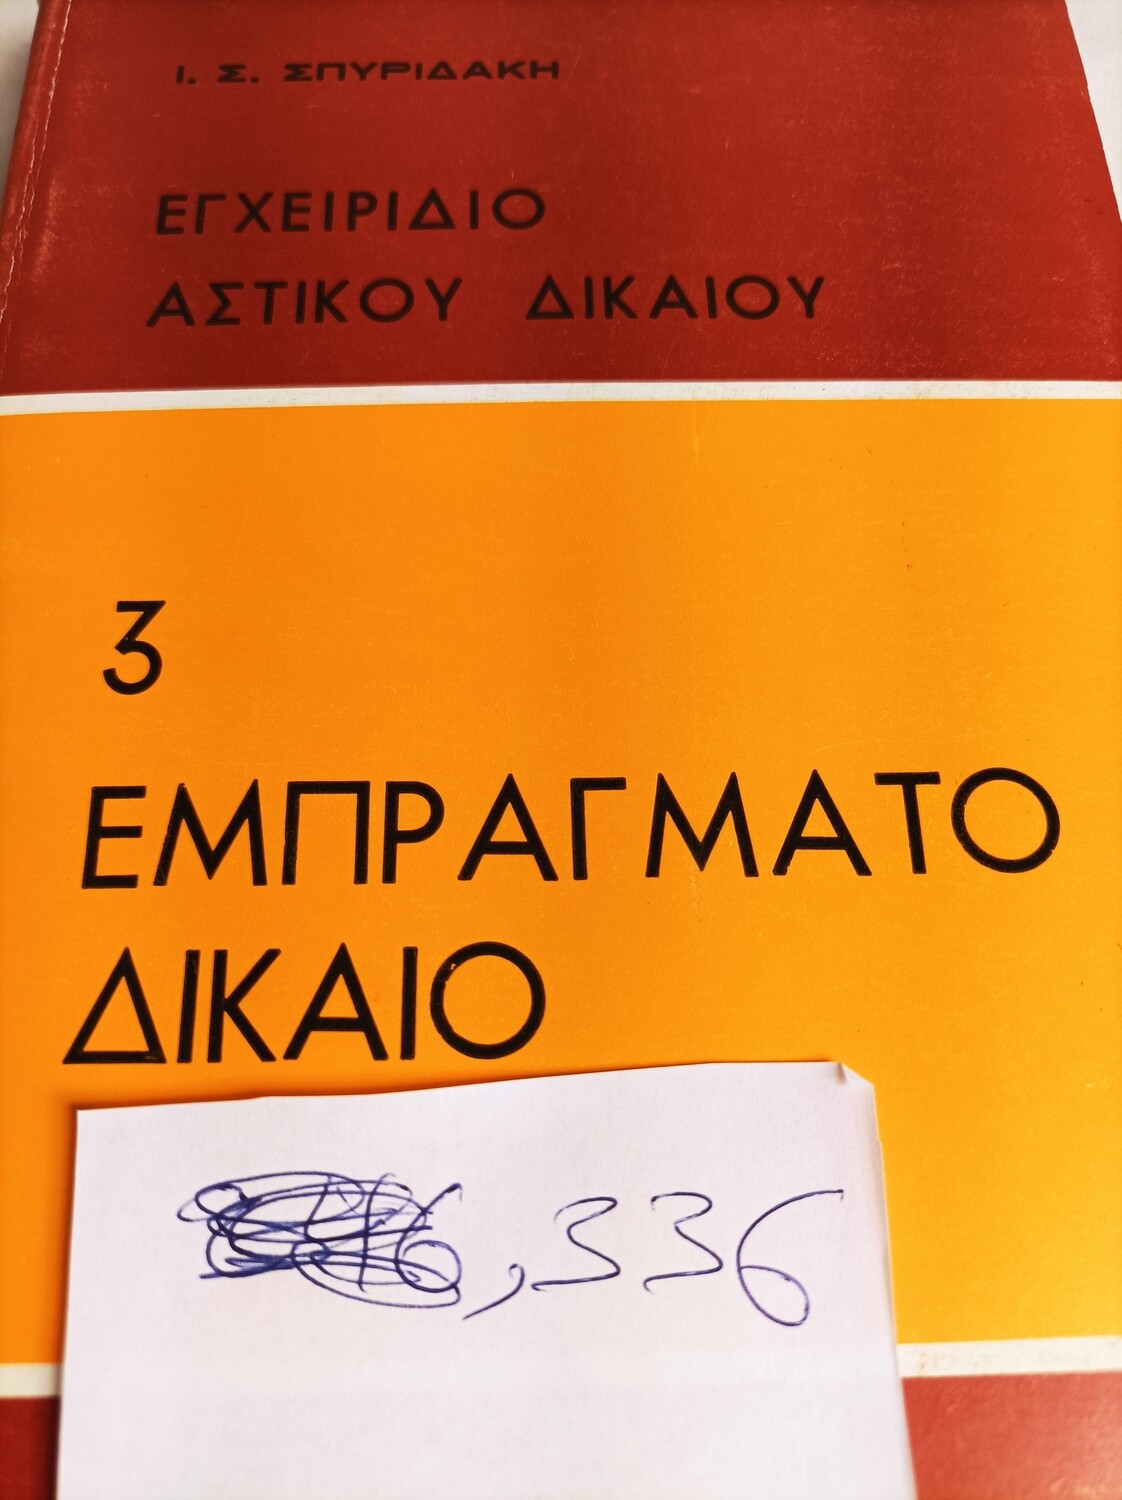 Ι. Σ. ΣΠΥΡΙΔΑΚΗ
ΕΓΧΕΙΡΙΔΙΟ
ΑΣΤΙΚΟΥ ΔΙΚΑΙΟΥ
3
ΕΜΠΡΑΓΜΑΤΟ
ΔΙΚΑΙΟ
, 336